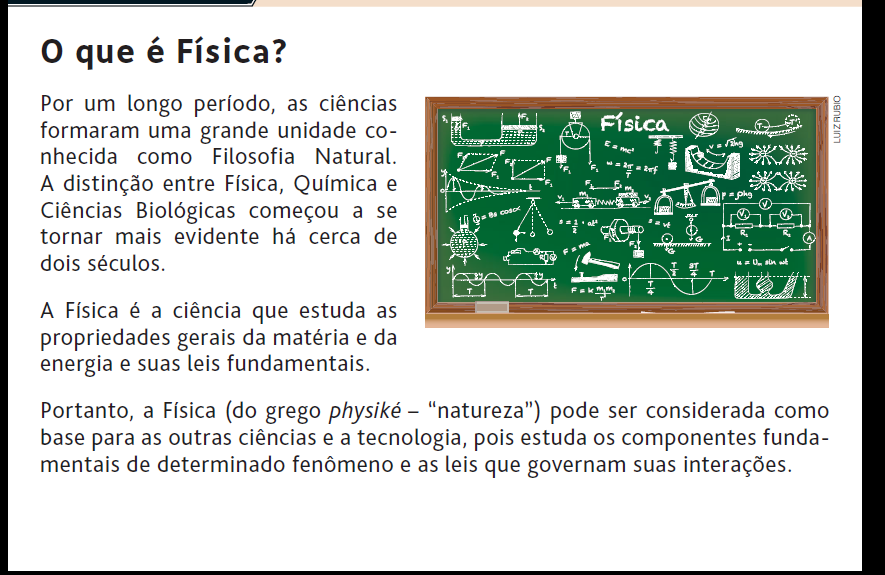 O que é Física?
Por um longo período, as ciências
formaram uma grande unidade co-
nhecida como Filosofia Natural.
A distinção entre Física, Química e
Ciências Biológicas começou a se
tornar mais evidente há cerca de
dois séculos.
A Física é a ciência que estuda as
propriedades gerais da matéria e da
energia e suas leis fundamentais.
Física
LUIZ RUBIO
Portanto, a Física (do grego physiké – “natureza”) pode ser considerada como
base para as outras ciências e a tecnologia, pois estuda os componentes funda-
mentais de determinado fenômeno e as leis que governam suas interações.